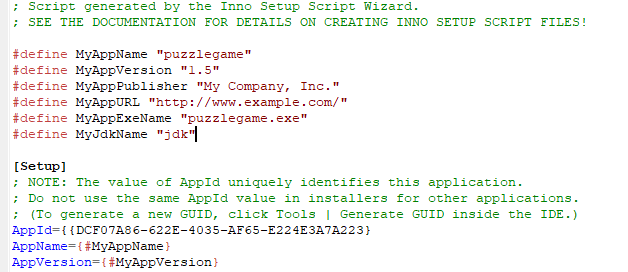 ; Script generated by the Inno Setup Script Wizard.
; SEE THE DOCUMENTATION FOR DETAILS ON CREATING INNO SETUP SCRIPT FILES!
#define MyAppName "puzzlegame"
#define MyAppVersion "1.5"
#define MyAppPublisher "My Company, Inc."
#define MyAppURL "http://www.example.com/"
#define MyAppExeName "puzzlegame.exe"
#define MyJdkName "jdk"
[Setup]
; NOTE: The value of AppId uniquely identifies this application.
; Do not use the same AppId value in installers for other applications.
; (To generate a new GUID, click Tools | Generate GUID inside the IDE.)
AppId={{DCF07A86-622E-4035-AF65-E224E3A7A223}
AppName={#MyAppName}
AppVersion={#MyAppVersion}